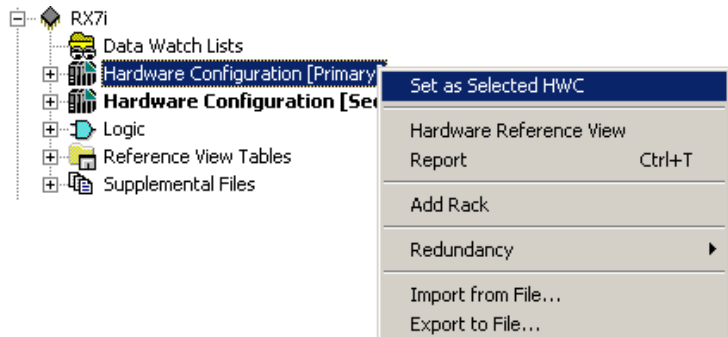 RX7i
Data Watch Lists
Hardware Configuration [Primary]
Hardware Configuration [Sec
Logic
Reference View Tables
Supplemental Files
Set as Selected HWC
Hardware Reference View
Report Ctrl+T
Add Rack
Redundancy
Import from File...
Export to File...